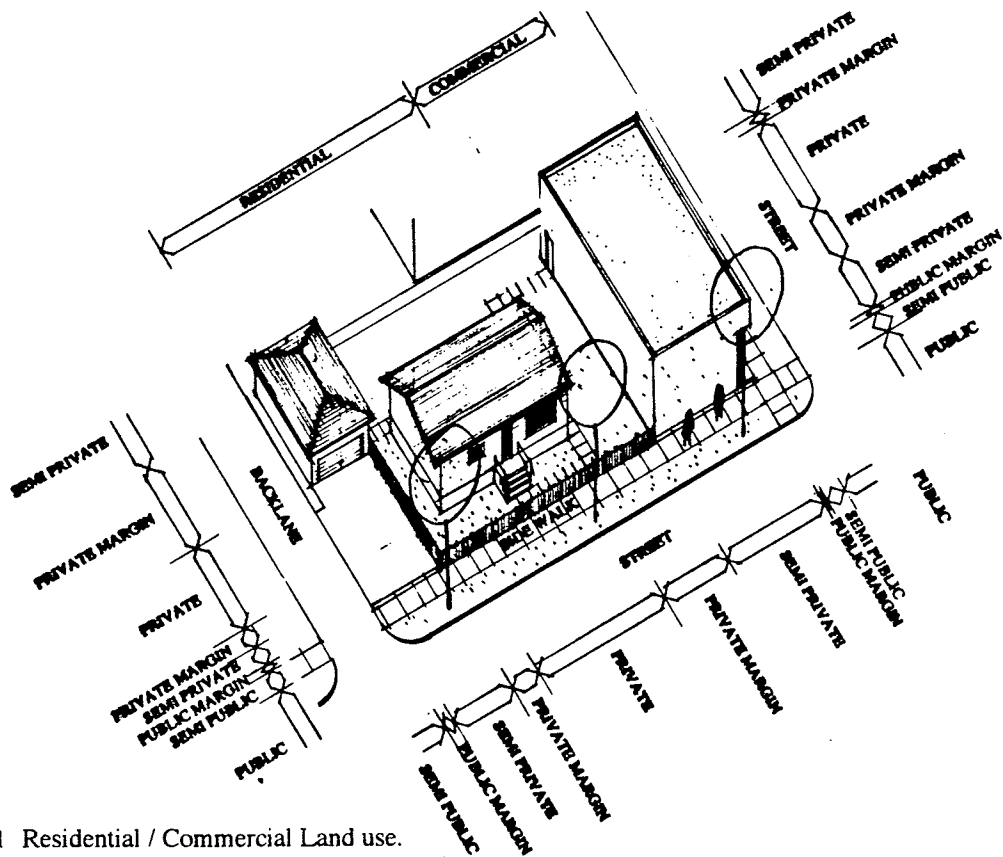 COMMERCIAL
RESIDENTIAL
SEMI PRIVATE
PRIVATE MARGIN
PRIVATE
PRIVATE MARGIN
SEMI PRIVATE
PUBLIC MARGIN
SEMI PUBLIC
PUBLIC
STREET
SEMI PRIVATE
PRIVATE MARGIN
PRIVATE
PRIVATE MARGIN
SEMI PRIVATE
PUBLIC MARGIN
SEMI PUBLIC
PUBLIC
BACKLANE
SIDE WALK
STREET
SEMI PUBLIC
PUBLIC MARGIN
SEMI PRIVATE
PRIVATE MARGIN
PRIVATE
PRIVATE MARGIN
SEMI PRIVATE
PUBLIC MARGIN
SEMI PUBLIC
PUBLIC
1 Residential / Commercial Land use.